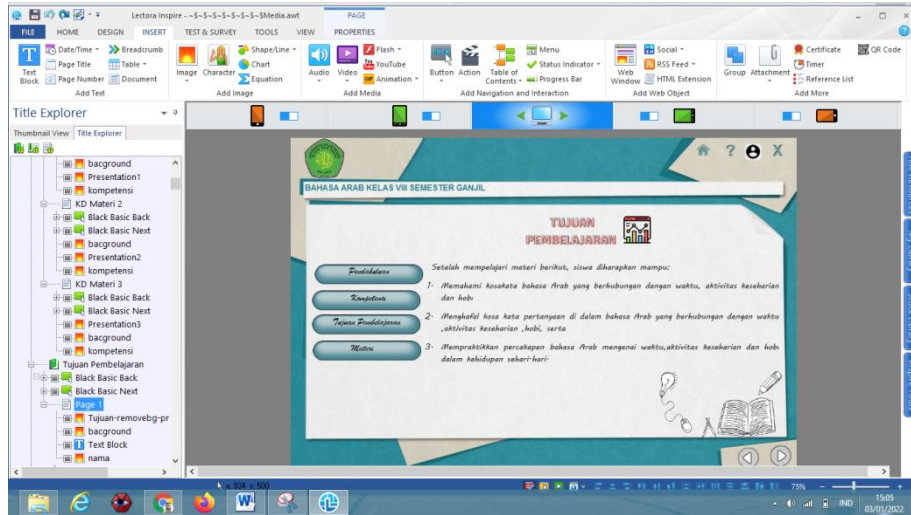 Lectora Inspire - ~S~S~S~S~S~S~S~SMedia.awt
PAGE
FILE HOME DESIGN INSERT TEST & SURVEY TOOLS VIEW PROPERTIES
Date/Time Breadcrumb
Page Title Table
Page Number Document
Text Block
Add Text
Image Character
Shape/Line
Chart
Equation
Add Image
Audio Video
Flash
YouTube
Animation
Add Media
Button Action Table of Contents
Menu
Status Indicator
Progress Bar
Add Navigation and Interaction
Web Window
Social
RSS Feed
HTML Extension
Add Web Object
Group Attachment
Certificate
Timer
Reference List
QR Code
Add More
Title Explorer
Thumbnail View Title Explorer
bacground
Presentation1
kompetensi
KD Materi 2
Black Basic Back
Black Basic Next
bacground
Presentation2
kompetensi
KD Materi 3
Black Basic Back
Black Basic Next
Presentation3
bacground
kompetensi
Tujuan Pembelajaran
Black Basic Back
Black Basic Next
Page 1
Tujuan-removebg-pr
bacground
Text Block
nama
BAHASA ARAB KELAS VIII SEMESTER GANJIL
? X
TUJUAN
PEMBELAJARAN
Pendahuluan
Kompetensi
Tujuan Pembelajaran
Materi
Setelah mempelajari materi berikut, siswa diharapkan mampu:
1- Memahami kosakata bahasa Arab yang berhubungan dengan waktu, aktivitas keseharian
dan hobi
2- Menghafal kosa kata pertanyaan di dalam bahasa Arab yang berhubungan dengan waktu
,aktivitas keseharian ,hobi, serta
3- Mempraktikkan percakapan bahasa Arab mengenai waktu,aktivitas keseharian dan hobi
dalam kehidupan sehari-hari-
x: 934 y: 500
75%
IND
15:05
03/01/2022